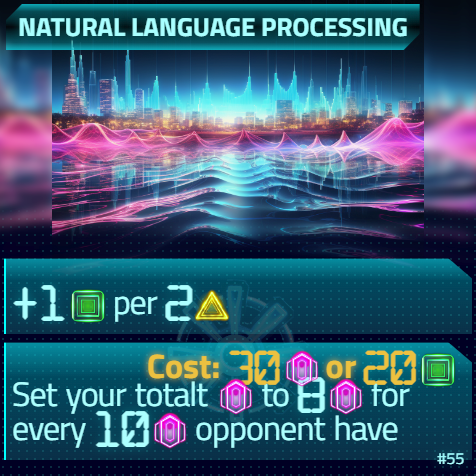 NATURAL LANGUAGE PROCESSING
+1 per 2
Cost: 30 or 20
Set your totalt to 8 for
every 10 opponent have
#55